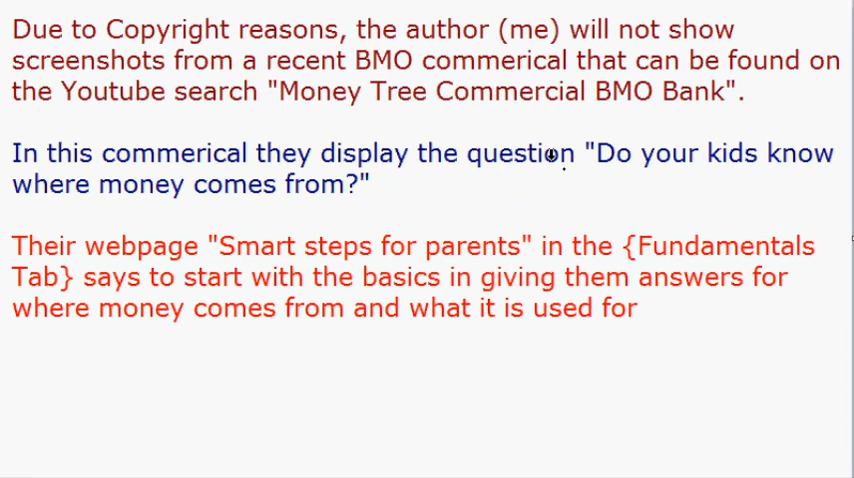 Due to Copyright reasons, the author (me) will not show
screenshots from a recent BMO commerical that can be found on
the Youtube search "Money Tree Commercial BMO Bank".
In this commerical they display the question "Do your kids know
where money comes from?"
Their webpage "Smart steps for parents" in the {Fundamentals
Tab} says to start with the basics in giving them answers for
where money comes from and what it is used for